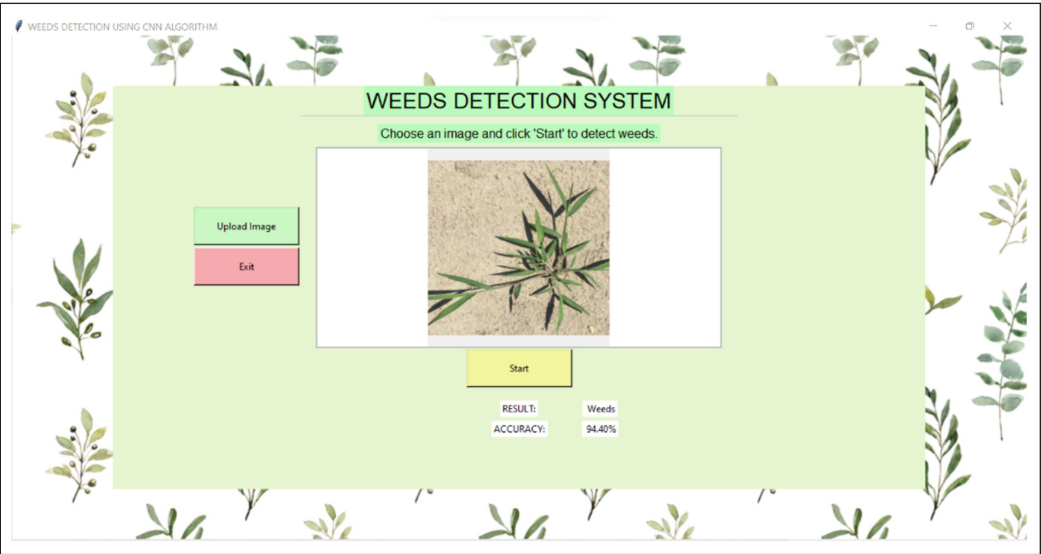 WEEDS DETECTION USING CNN ALGORITHM
WEEDS DETECTION SYSTEM
Choose an image and click 'Start' to detect weeds.
Upload Image
Exit
Start
RESULT: Weeds
ACCURACY: 94.40%